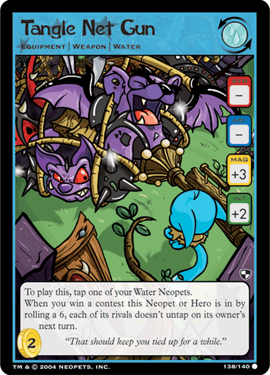 Tangle Net Gun
Equipment | Weapon | Water
–
–
MAG
+3
INT
+2
To play this, tap one of your Water Neopets.
When you win a contest this Neopet or Hero is in by
rolling a 6, each of its rivals doesn't untap on its owner's
next turn.
2
"That should keep you tied up for a while."
TM & © 2004 NEOPETS, INC.
138/140